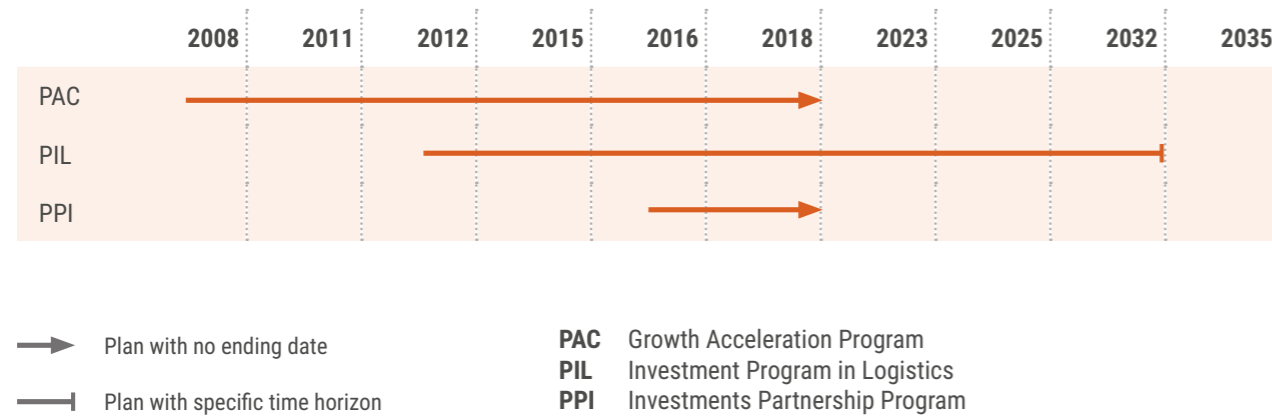 2008 2011 2012 2015 2016 2018 2023 2025 2032 2035
PAC
PIL
PPI
Plan with no ending date
Plan with specific time horizon
PAC Growth Acceleration Program
PIL Investment Program in Logistics
PPI Investments Partnership Program